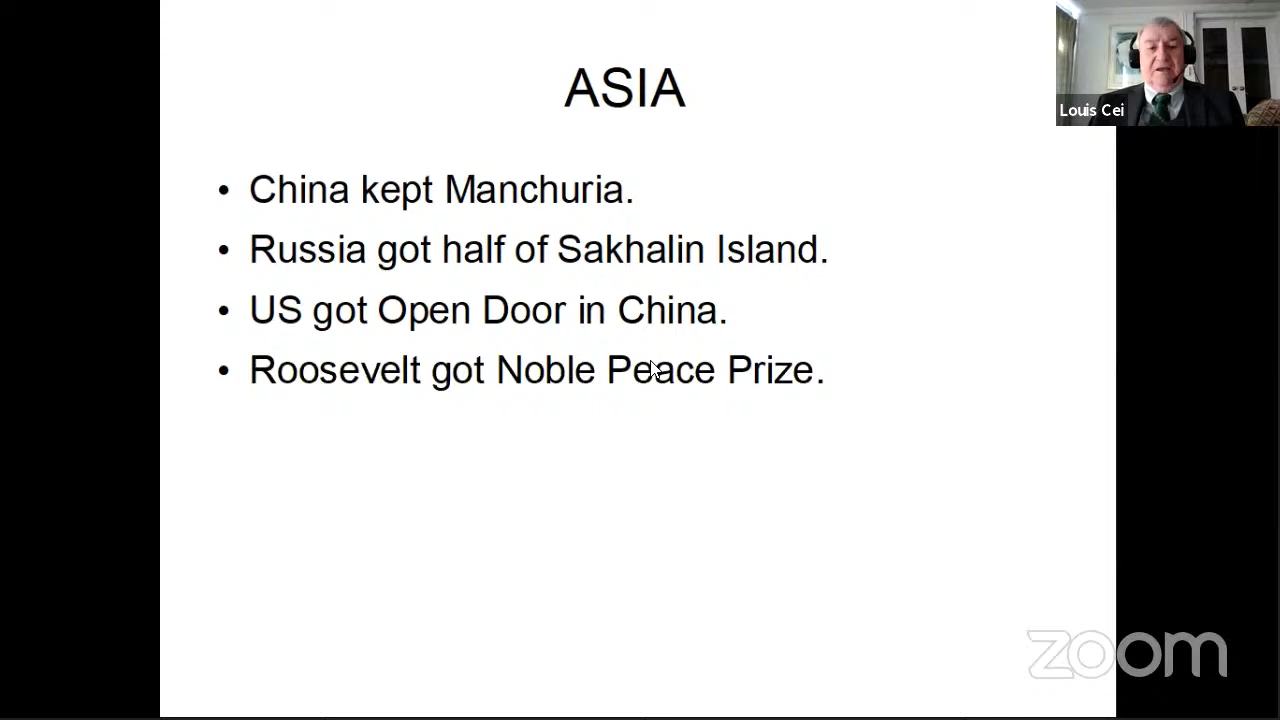 ASIA
Louis Cei
• China kept Manchuria.
• Russia got half of Sakhalin Island.
• US got Open Door in China.
• Roosevelt got Noble Peace Prize.
zoom